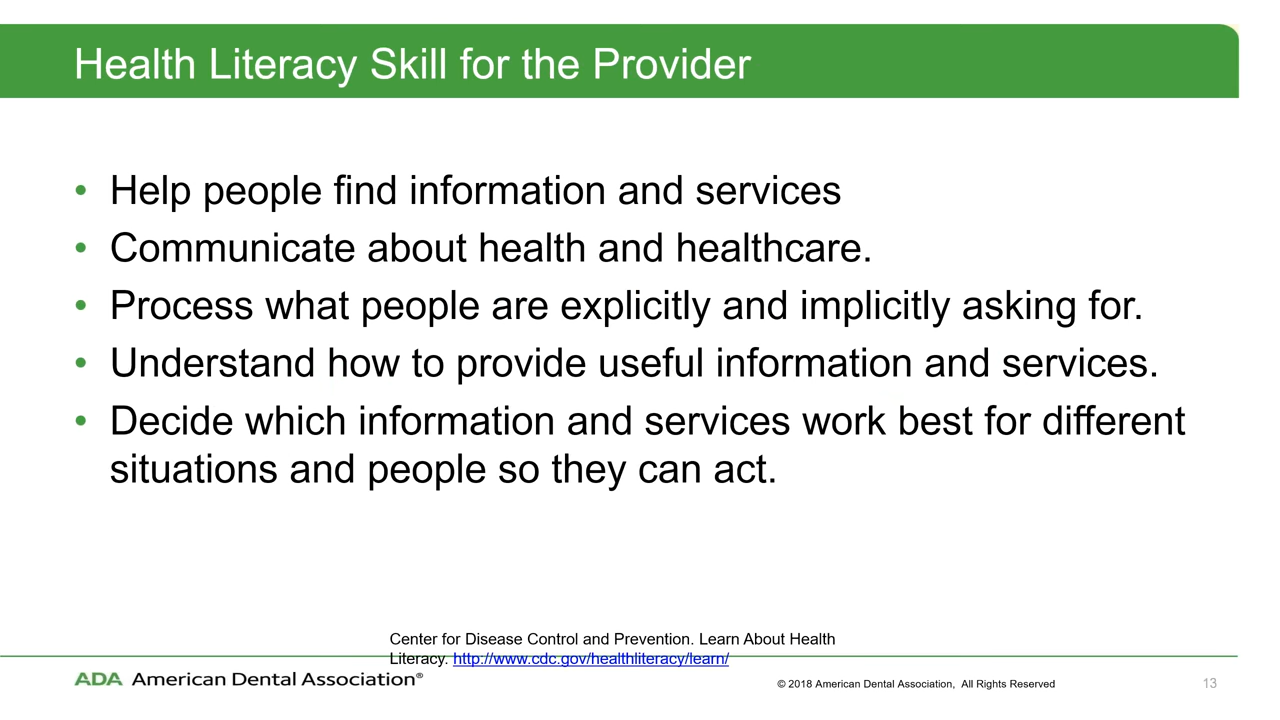 Health Literacy Skill for the Provider
• Help people find information and services
• Communicate about health and healthcare.
• Process what people are explicitly and implicitly asking for.
• Understand how to provide useful information and services.
• Decide which information and services work best for different
situations and people so they can act.
Center for Disease Control and Prevention. Learn About Health
Literacy. http://www.cdc.gov/healthliteracy/learn/
ADA American Dental Association®
© 2018 American Dental Association, All Rights Reserved
13